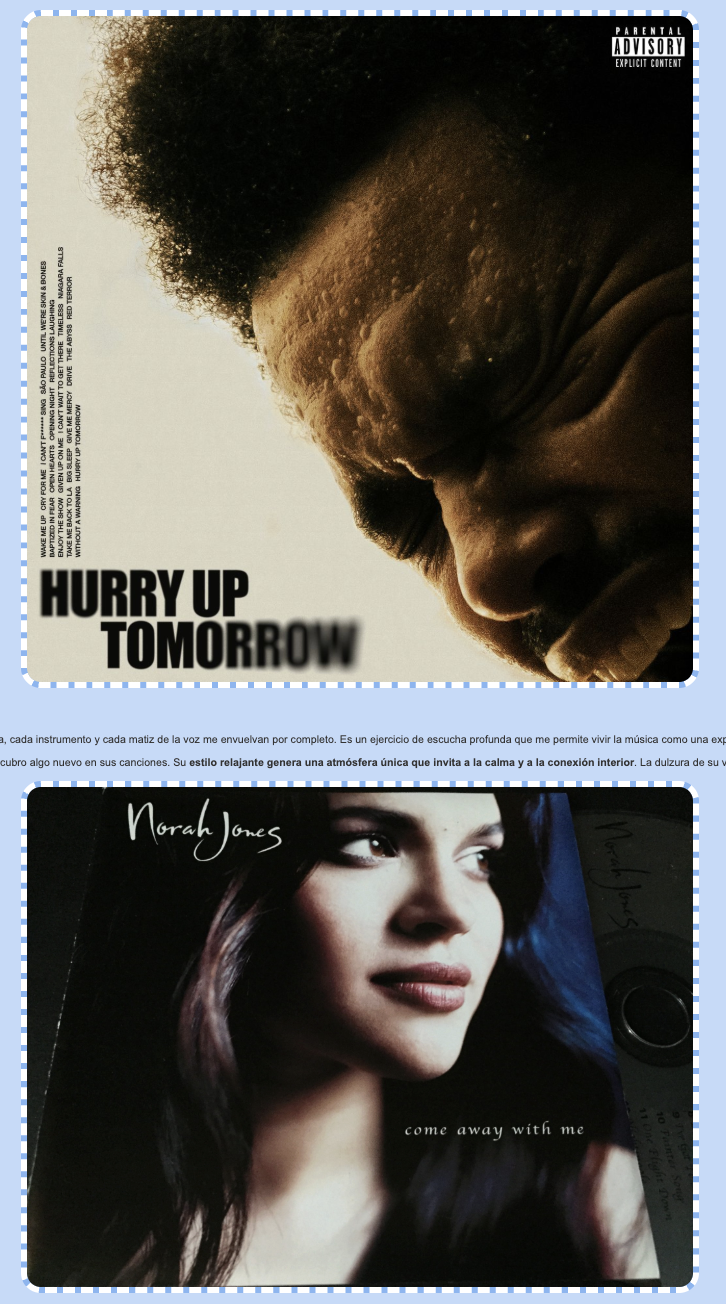 PARENTAL
ADVISORY
EXPLICIT CONTENT
WAKE ME UP CRY FOR ME I CAN'T F****** SING SÃO PAULO UNTIL WE'RE SKIN & BONES
BAPTIZED IN FEAR OPEN HEARTS OPENING NIGHT REFLECTIONS LAUGHING
ENJOY THE SHOW GIVEN UP ON ME I CAN'T WAIT TO GET THERE TIMELESS NIAGARA FALLS
TAKE ME BACK TO LA BIG SLEEP GIVE ME MERCY DRIVE THE ABYSS RED TERROR
WITHOUT A WARNING HURRY UP TOMORROW
HURRY UP
TOMORROW
a, cada instrumento y cada matiz de la voz me envuelvan por completo. Es un ejercicio de escucha profunda que me permite vivir la música como una exp
cubro algo nuevo en sus canciones. Su estilo relajante genera una atmósfera única que invita a la calma y a la conexión interior. La dulzura de su v
Norah Jones
Norah Jones
come away with me